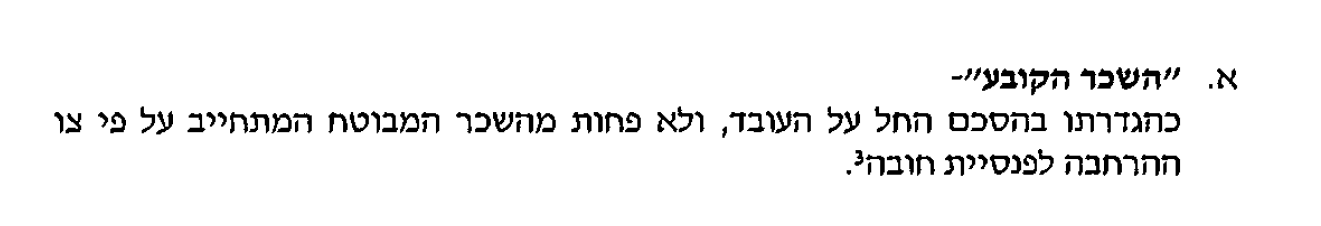 א. "השכר הקובע"-
כהגדרתו בהסכם החל על העובד, ולא פחות מהשכר המבוטח המתחייב על פי צו
ההרחבה לפנסיית חובה³.